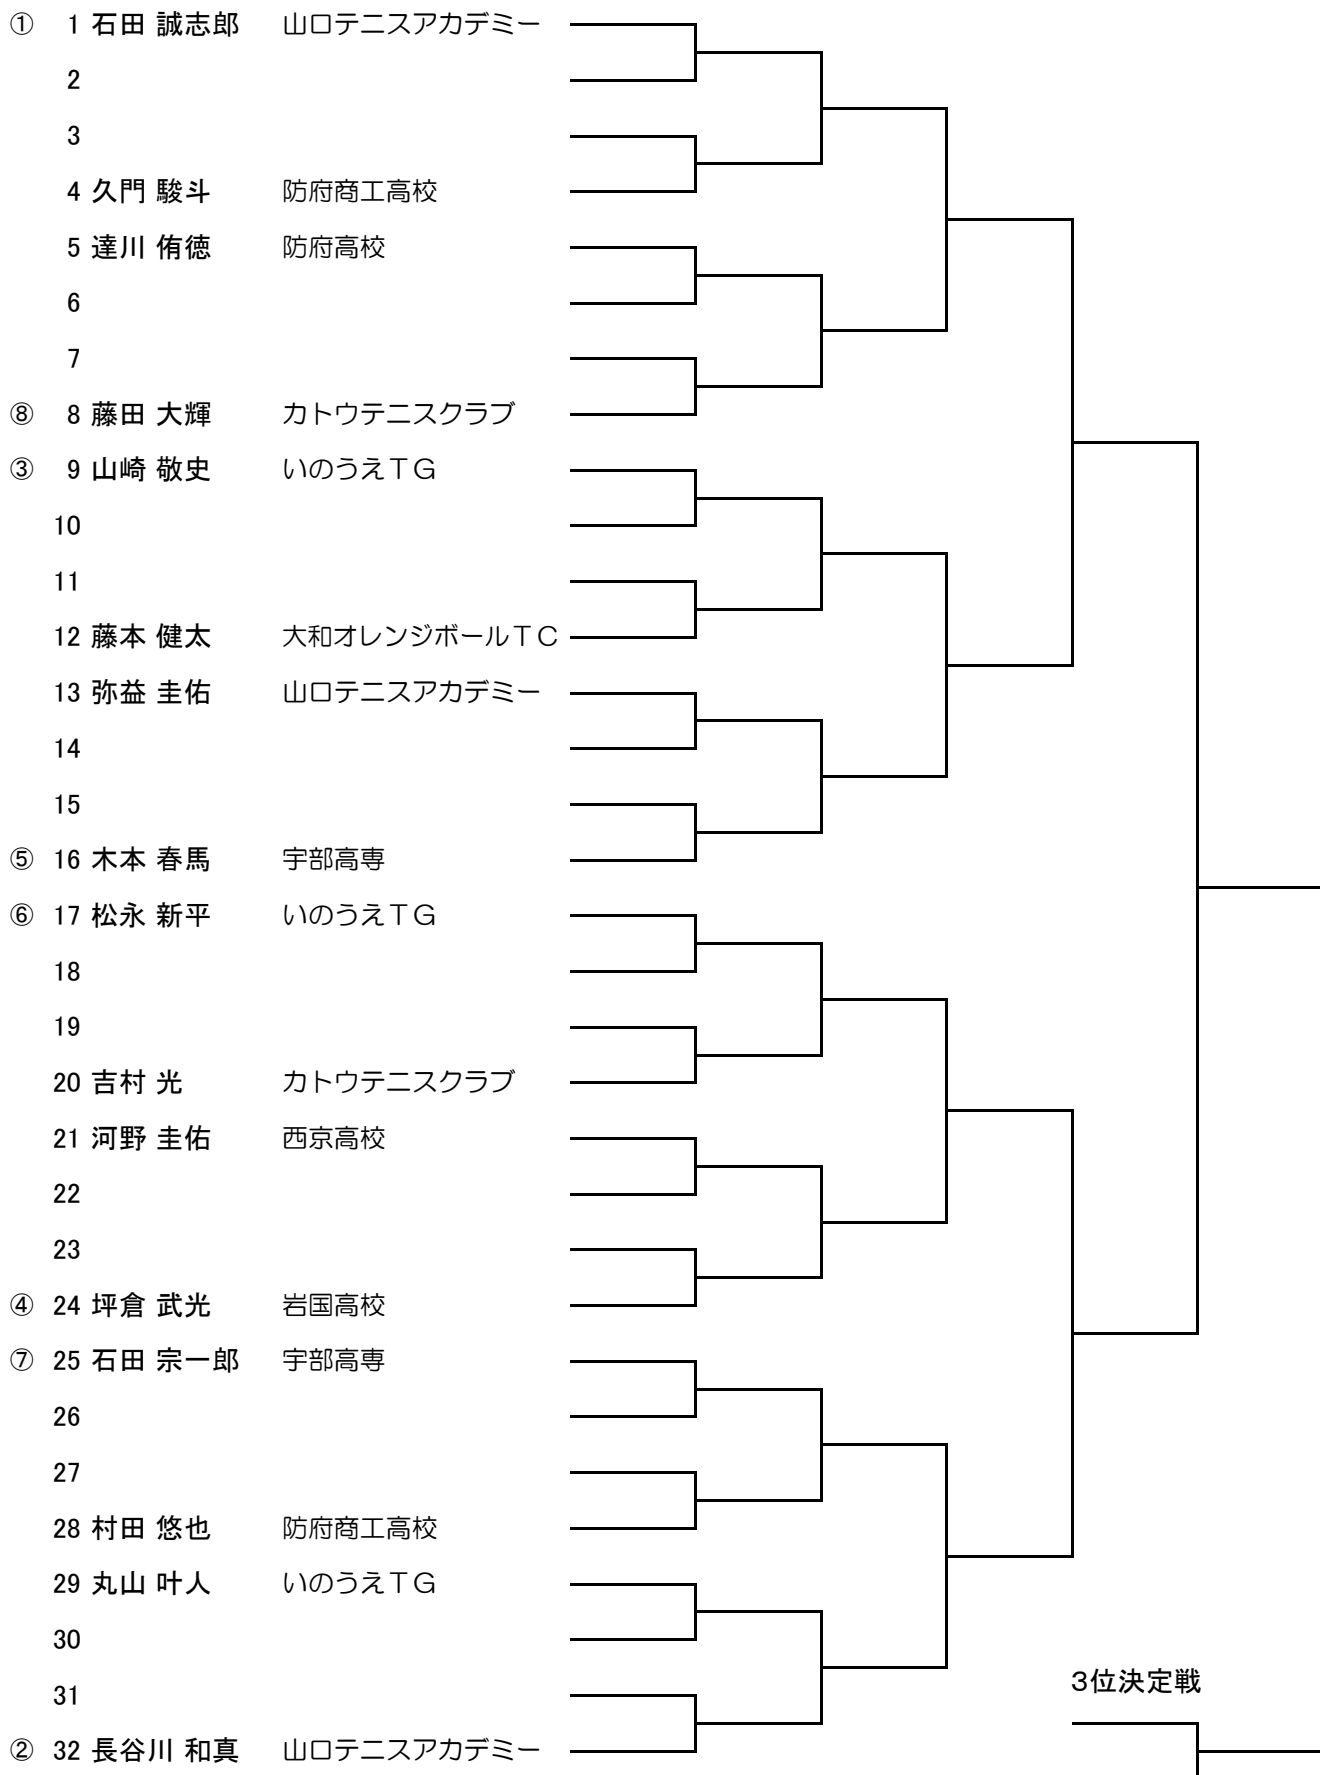 ① 1 石田 誠志郎 山口テニスアカデミー
2
3
4 久門 駿斗 防府商工高校
5 達川 侑徳 防府高校
6
7
⑧ 8 藤田 大輝 カトウテニスクラブ
③ 9 山崎 敬史 いのうえＴＧ
10
11
12 藤本 健太 大和オレンジボールＴＣ
13 弥益 圭佑 山口テニスアカデミー
14
15
⑤ 16 木本 春馬 宇部高専
⑥ 17 松永 新平 いのうえＴＧ
18
19
20 吉村 光 カトウテニスクラブ
21 河野 圭佑 西京高校
22
23
④ 24 坪倉 武光 岩国高校
⑦ 25 石田 宗一郎 宇部高専
26
27
28 村田 悠也 防府商工高校
29 丸山 叶人 いのうえＴＧ
30
31
3位決定戦
② 32 長谷川 和真 山口テニスアカデミー